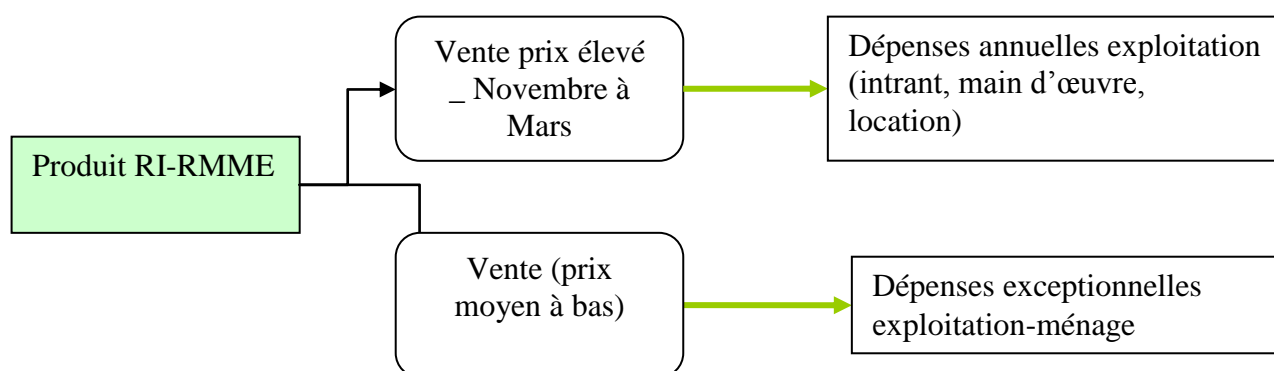 Produit RI-RMME
Vente prix élevé
_ Novembre à
Mars
Dépenses annuelles exploitation
(intrant, main d’œuvre,
location)
Vente (prix
moyen à bas)
Dépenses exceptionnelles
exploitation-ménage